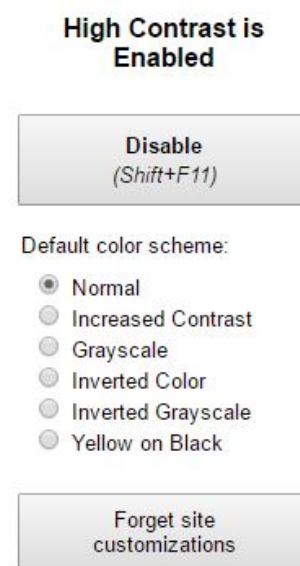 High Contrast is
Enabled
Disable
(Shift+F11)
Default color scheme:
Normal
Increased Contrast
Grayscale
Inverted Color
Inverted Grayscale
Yellow on Black
Forget site
customizations